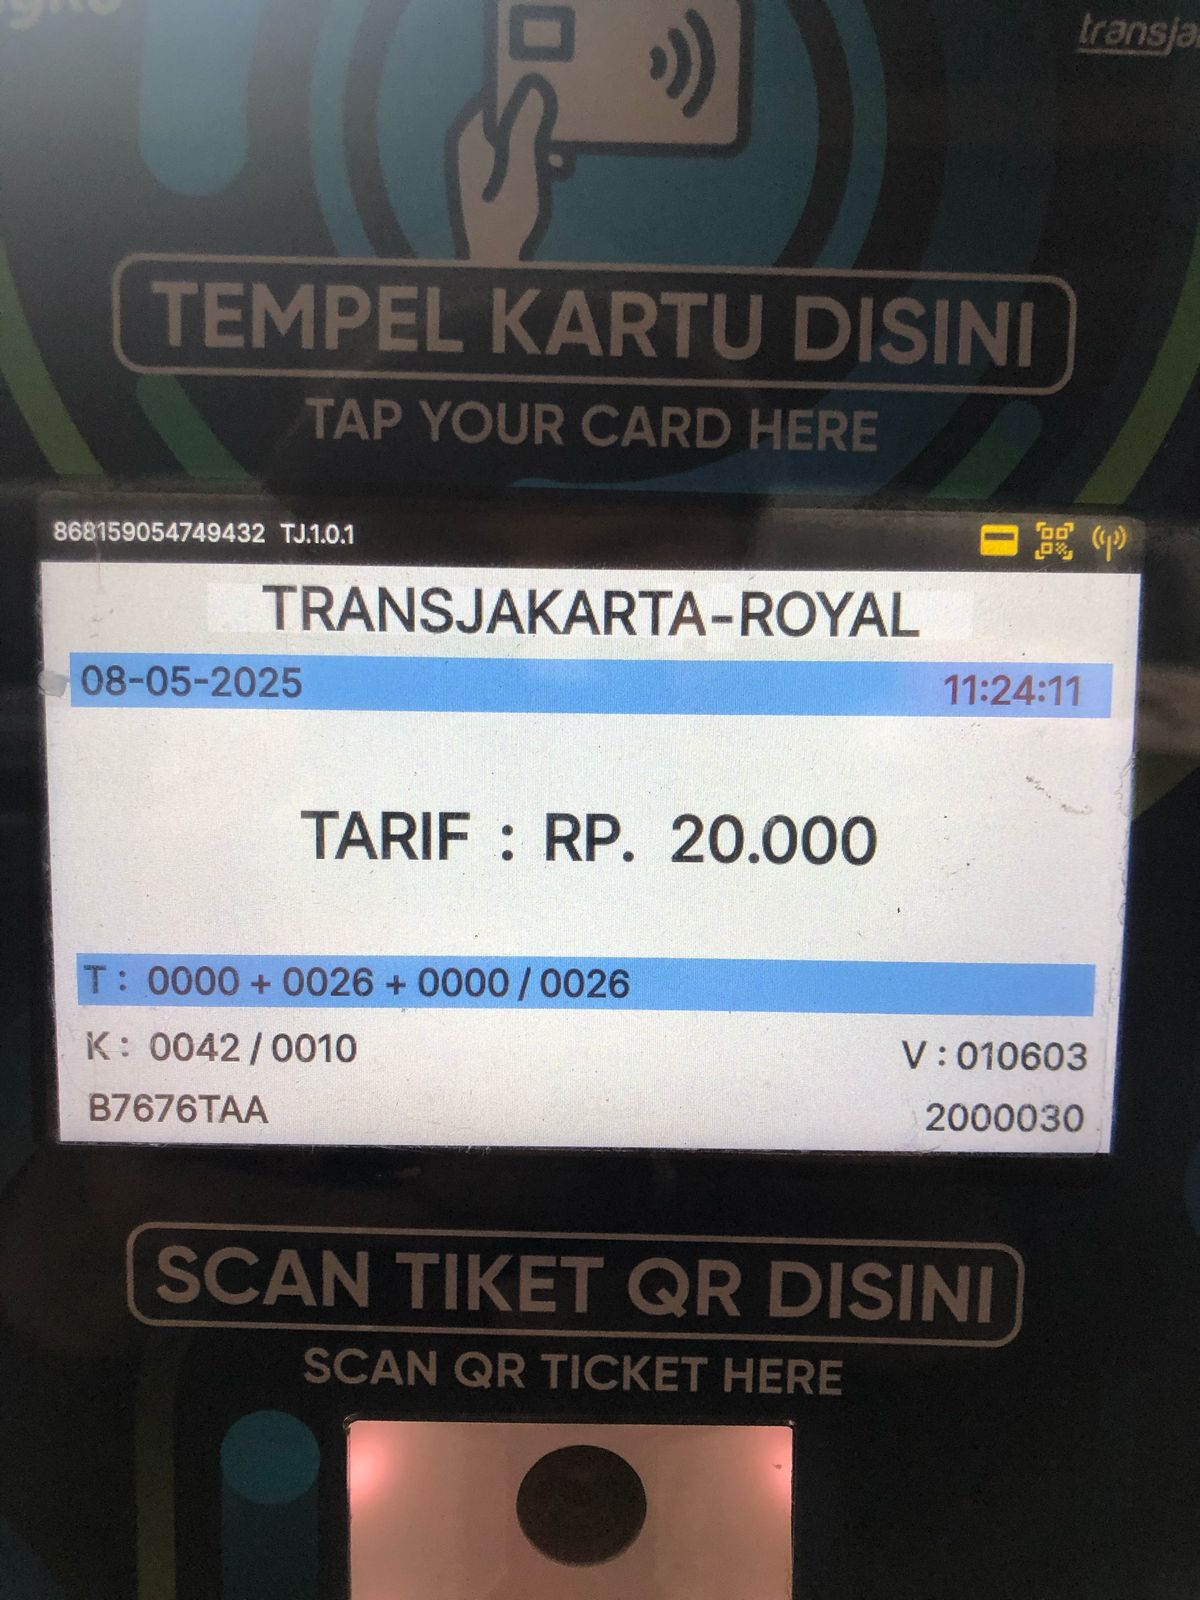 TEMPEL KARTU DISINI
TAP YOUR CARD HERE
868159054749432 TJ.1.0.1
TRANSJAKARTA-ROYAL
08-05-2025 11:24:11
TARIF : RP. 20.000
T : 0000 + 0026 + 0000 / 0026
K : 0042 / 0010 V : 010603
B7676TAA 2000030
SCAN TIKET QR DISINI
SCAN QR TICKET HERE